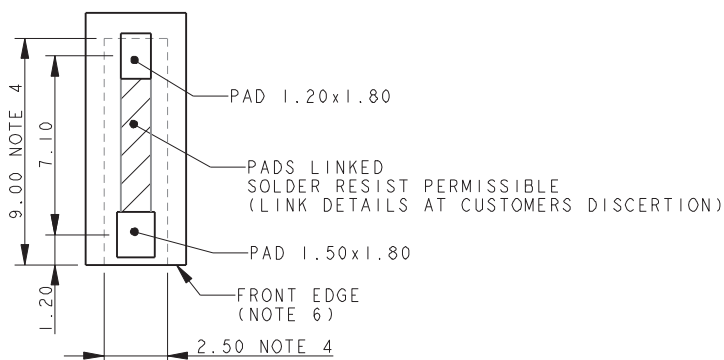 PAD 1.20x1.80
9.00 NOTE 4
7.10
PADS LINKED
SOLDER RESIST PERMISSIBLE
(LINK DETAILS AT CUSTOMERS DISCERTION)
PAD 1.50x1.80
1.20
FRONT EDGE
(NOTE 6)
2.50 NOTE 4